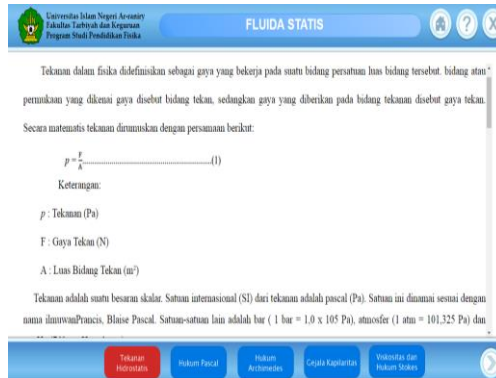 Universitas Islam Negeri Ar-raniry
Fakultas Tarbiyah dan Keguruan
Program Studi Pendidikan Fisika
FLUIDA STATIS
?
X
Tekanan dalam fisika didefinisikan sebagai gaya yang bekerja pada suatu bidang persatuan luas bidang tersebut. bidang atau
permukaan yang dikenai gaya disebut bidang tekan, sedangkan gaya yang diberikan pada bidang tekanan disebut gaya tekan.
Secara matematis tekanan dirumuskan dengan persamaan berikut:
p = F/A ...............................................(1)
Keterangan:
p : Tekanan (Pa)
F : Gaya Tekan (N)
A : Luas Bidang Tekan (m²)
Tekanan adalah suatu besaran skalar. Satuan internasional (SI) dari tekanan adalah pascal (Pa). Satuan ini dinamai sesuai dengan
nama ilmuwanPrancis, Blaise Pascal. Satuan-satuan lain adalah bar ( 1 bar = 1,0 x 105 Pa), atmosfer (1 atm = 101,325 Pa) dan
Tekanan
Hidrostatis
Hukum Pascal
Hukum
Archimedes
Gejala Kapilaritas
Viskositas dan
Hukum Stokes